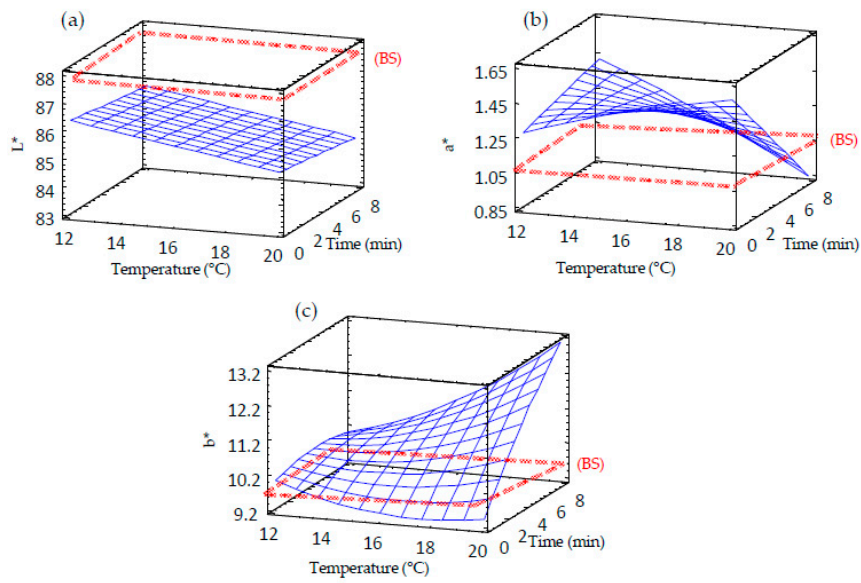 (a)
(BS)
88
87
86
85
84
83
L*
12 14 16 18 20
0 2 4 6 8
Temperature (°C)
Time (min)
(b)
(BS)
1.65
1.45
1.25
1.05
0.85
a*
12 14 16 18 20
0 2 4 6 8
Temperature (°C)
Time (min)
(c)
(BS)
13.2
12.2
11.2
10.2
9.2
b*
12 14 16 18 20
0 2 4 6 8
Temperature (°C)
Time (min)